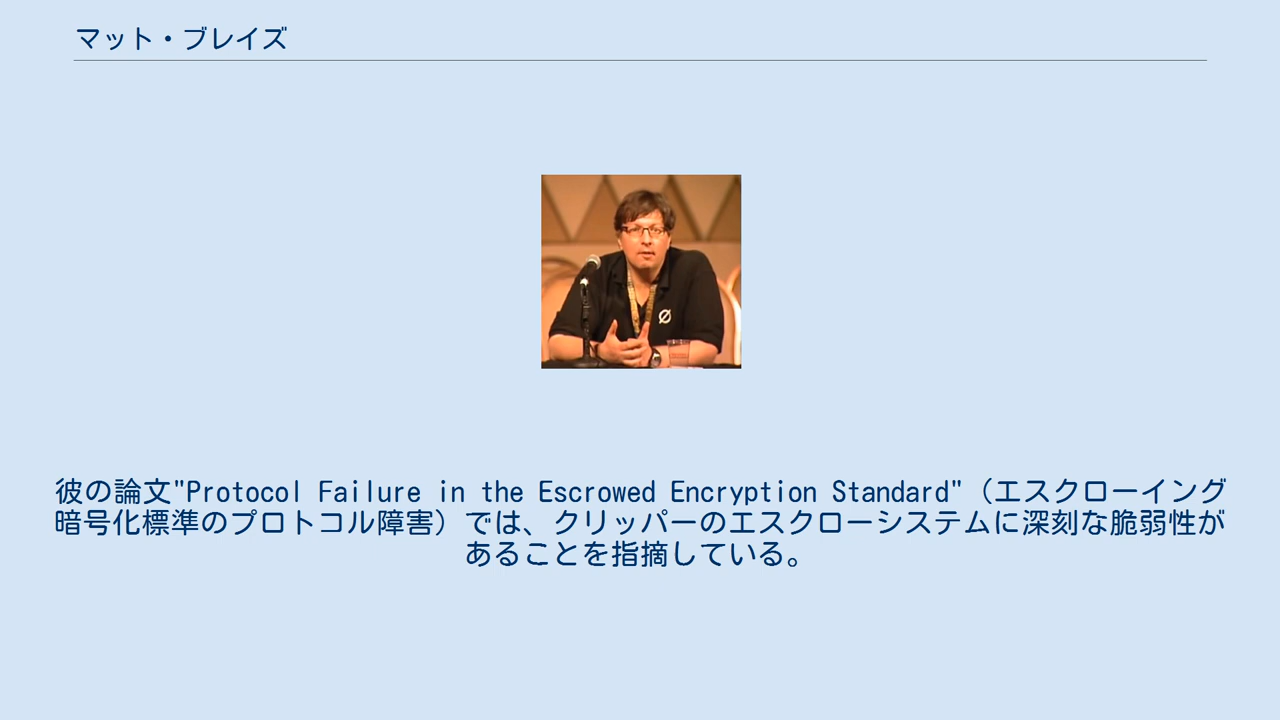 マット・ブレイズ
彼の論文"Protocol Failure in the Escrowed Encryption Standard"（エスクローイング
暗号化標準のプロトコル障害）では、クリッパーのエスクローシステムに深刻な脆弱性が
あることを指摘している。